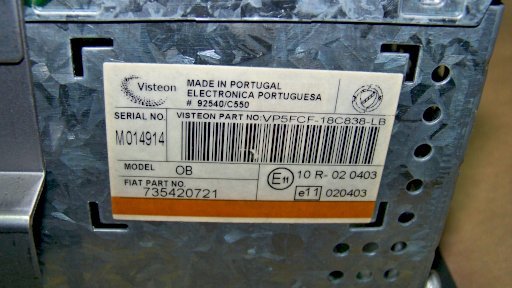 Visteon
MADE IN PORTUGAL
ELECTRONICA PORTUGUESA
# 92540/C550
SERIAL NO.
M014914
VISTEON PART NO: VP5FCF-18C838-LB
MODEL OB
FIAT PART NO.
735420721
E11 10 R- 02 0403
e11 020403